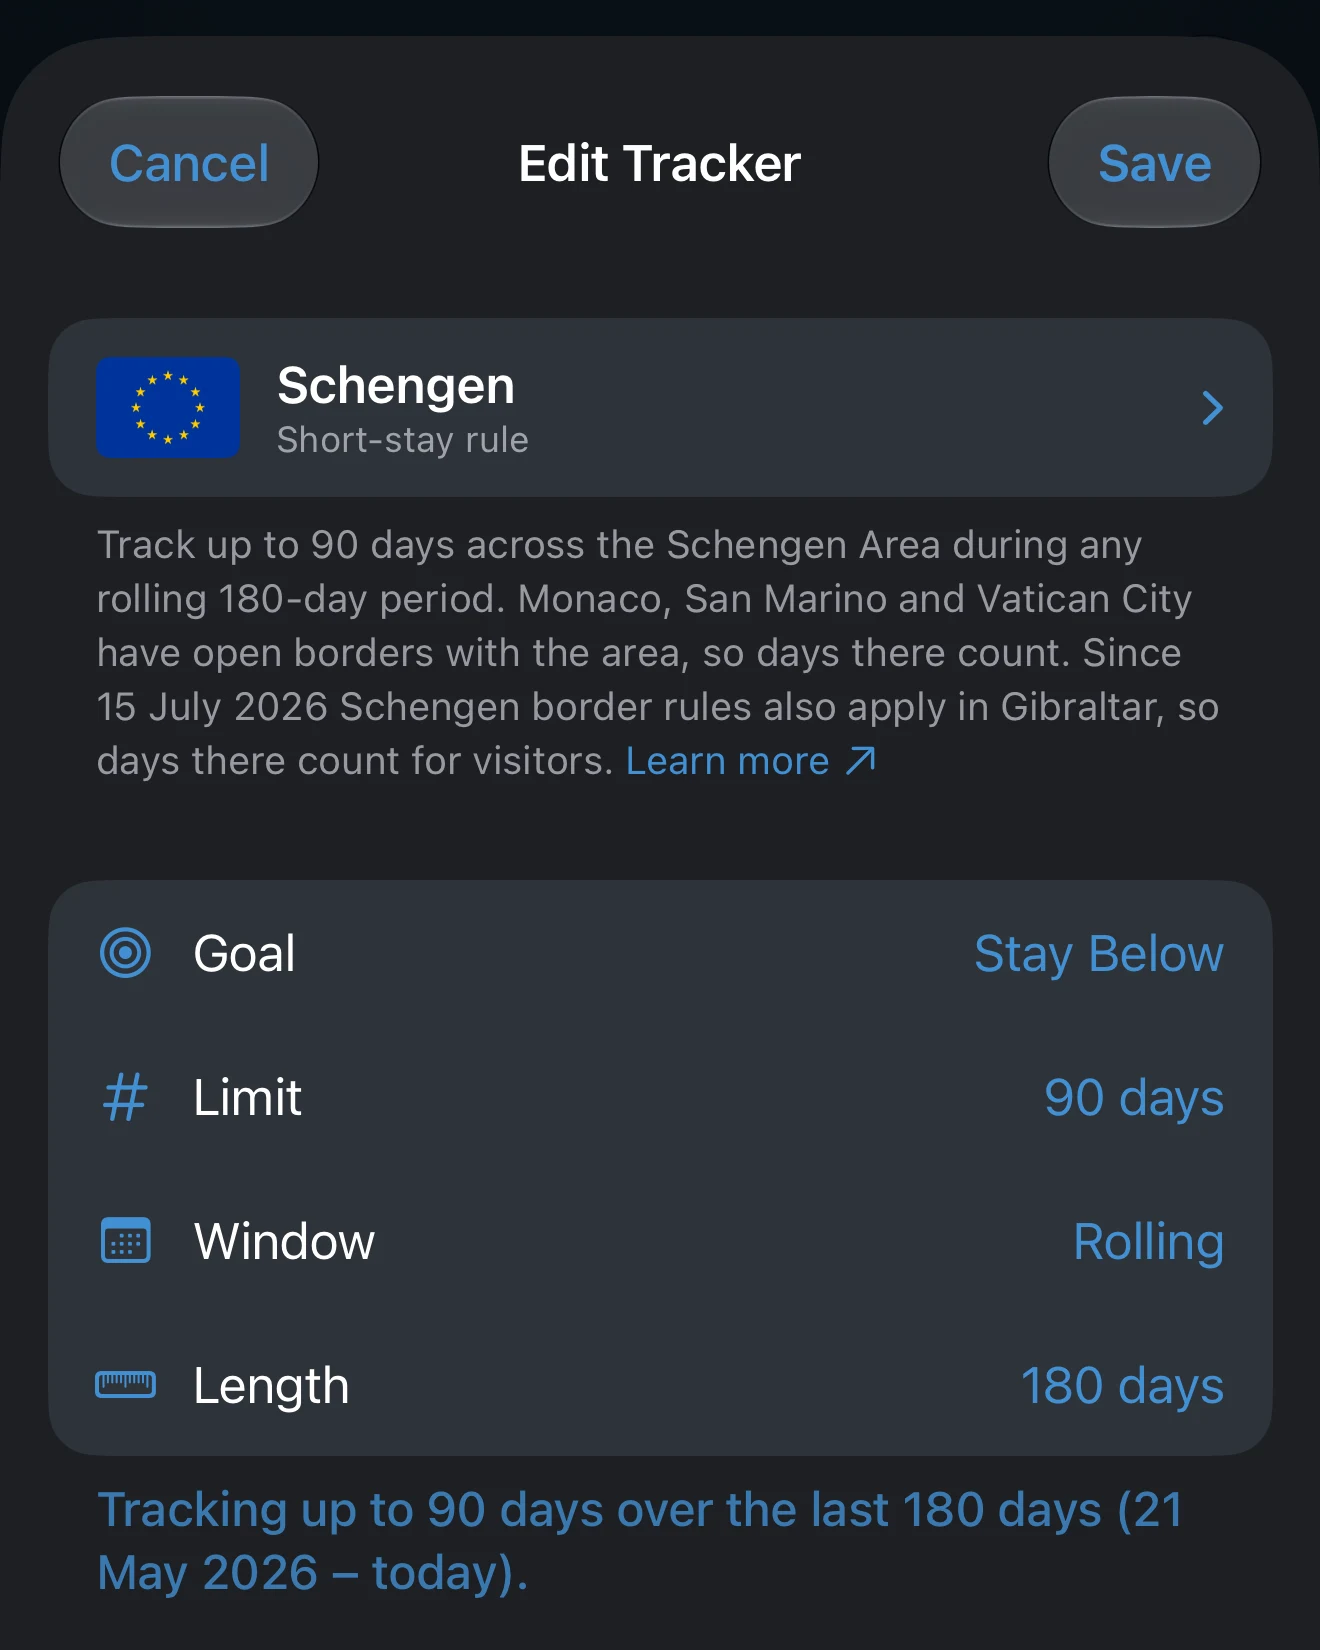 Cancel
Edit Tracker
Save
Schengen
Short-stay rule
Track up to 90 days across the Schengen Area during any
rolling 180-day period. Monaco, San Marino and Vatican City
have open borders with the area, so days there count. Since
15 July 2026 Schengen border rules also apply in Gibraltar, so
days there count for visitors. Learn more ↗
Goal
Stay Below
Limit
90 days
Window
Rolling
Length
180 days
Tracking up to 90 days over the last 180 days (21
May 2026 – today).